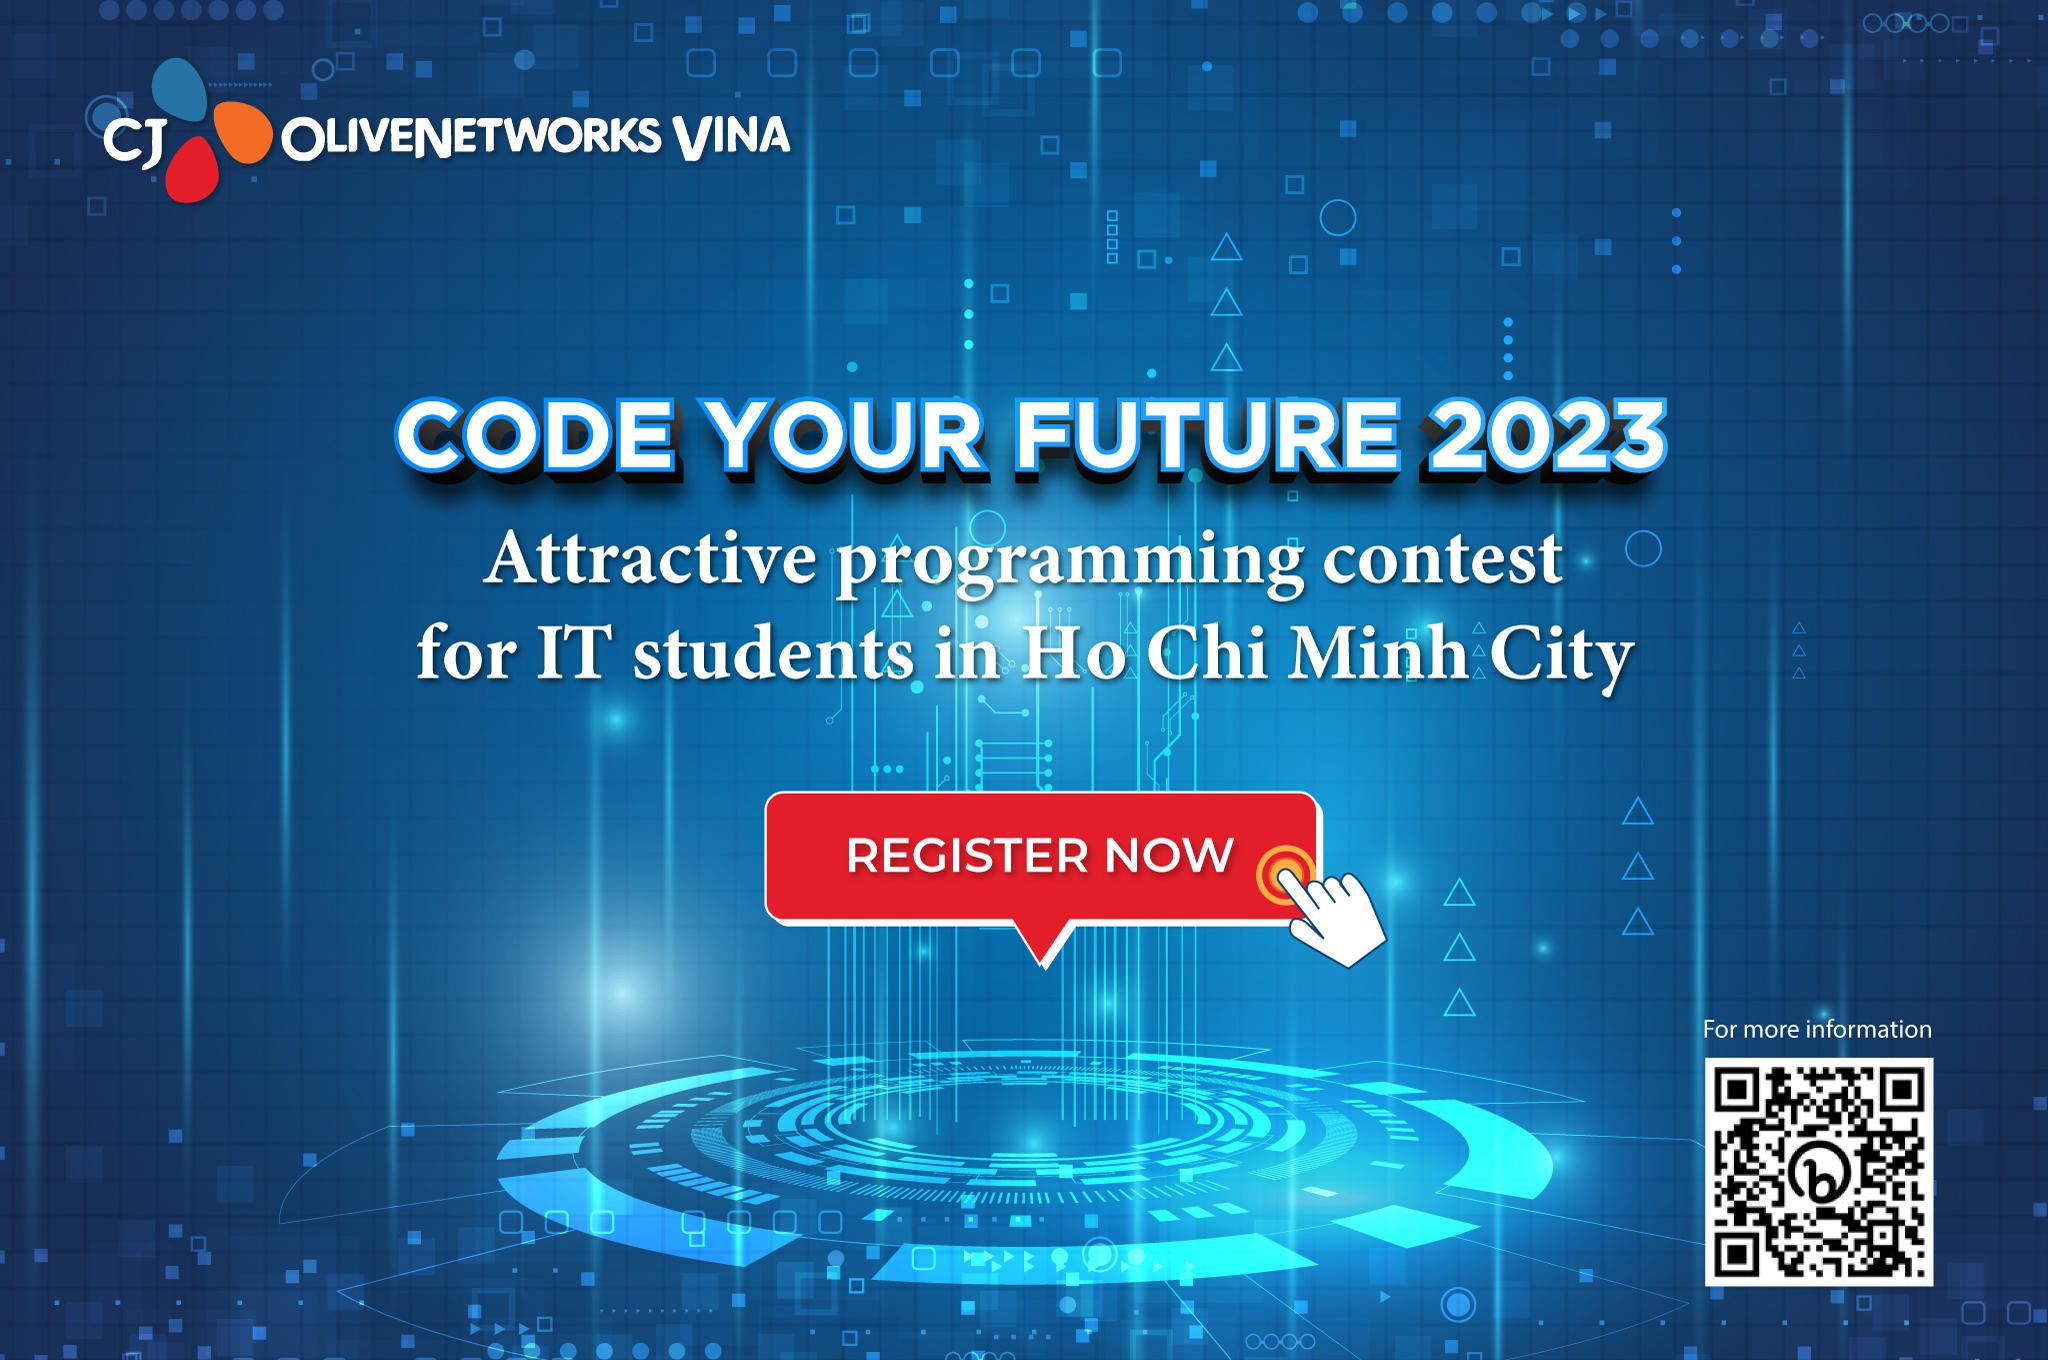 CJ OLIVENETWORKS VINA
CODE YOUR FUTURE 2023
Attractive programming contest
for IT students in Ho Chi Minh City
REGISTER NOW
For more information
b